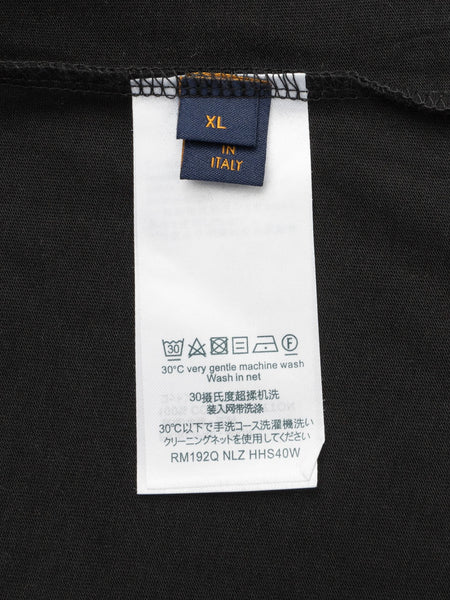 XL
IN
ITALY
30
F
30°C very gentle machine wash
Wash in net
30摄氏度超揉机洗
装入网带洗涤
30℃以下で手洗コース洗濯機洗い
クリーニングネットを使用してください
RM192Q NLZ HHS40W